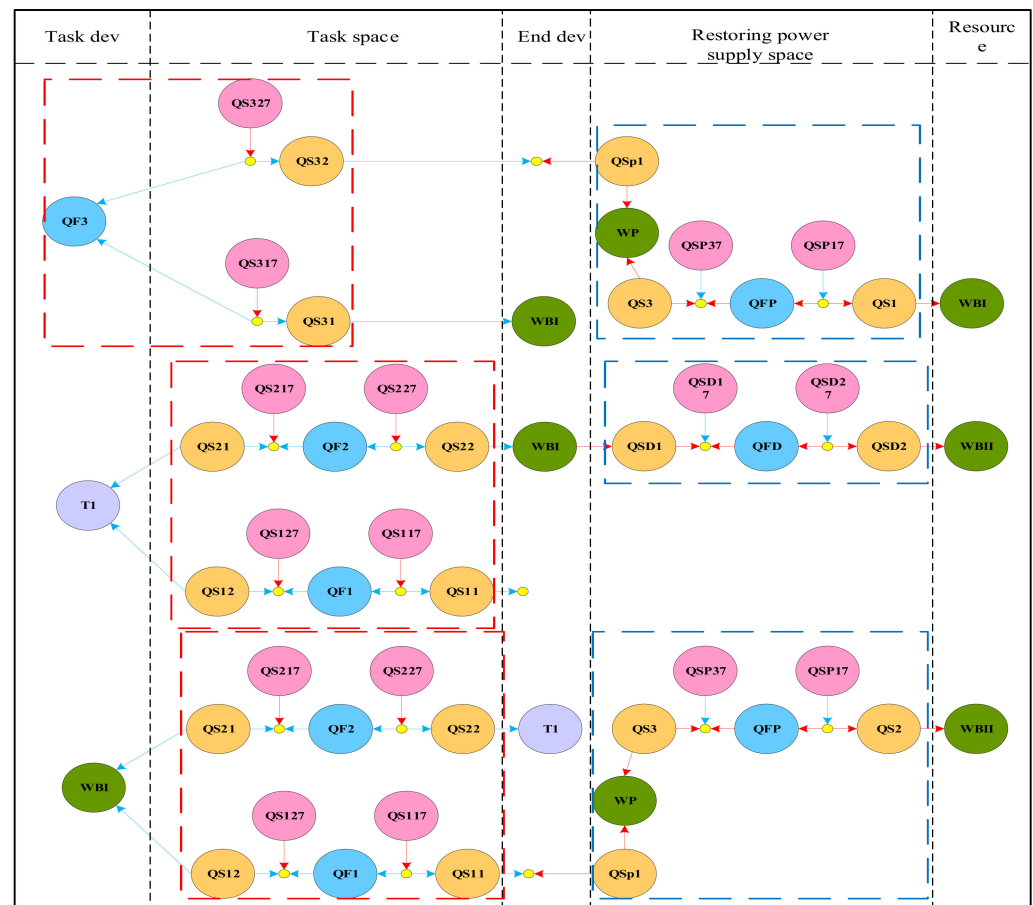 Task dev
Task space
End dev
Restoring power
supply space
Resourc
e
QS327
QS32
QSp1
QF3
WP
QSP37
QSP17
QS317
QS3
QFP
QS1
WBI
QS31
WBI
QS217
QS227
QSD1
7
QSD2
7
QS21
QF2
QS22
WBI
QSD1
QFD
QSD2
WBII
T1
QS127
QS117
QS12
QF1
QS11
QS217
QS227
QSP37
QSP17
QS21
QF2
QS22
T1
QS3
QFP
QS2
WBII
WBI
WP
QS127
QS117
QS12
QF1
QS11
QSp1